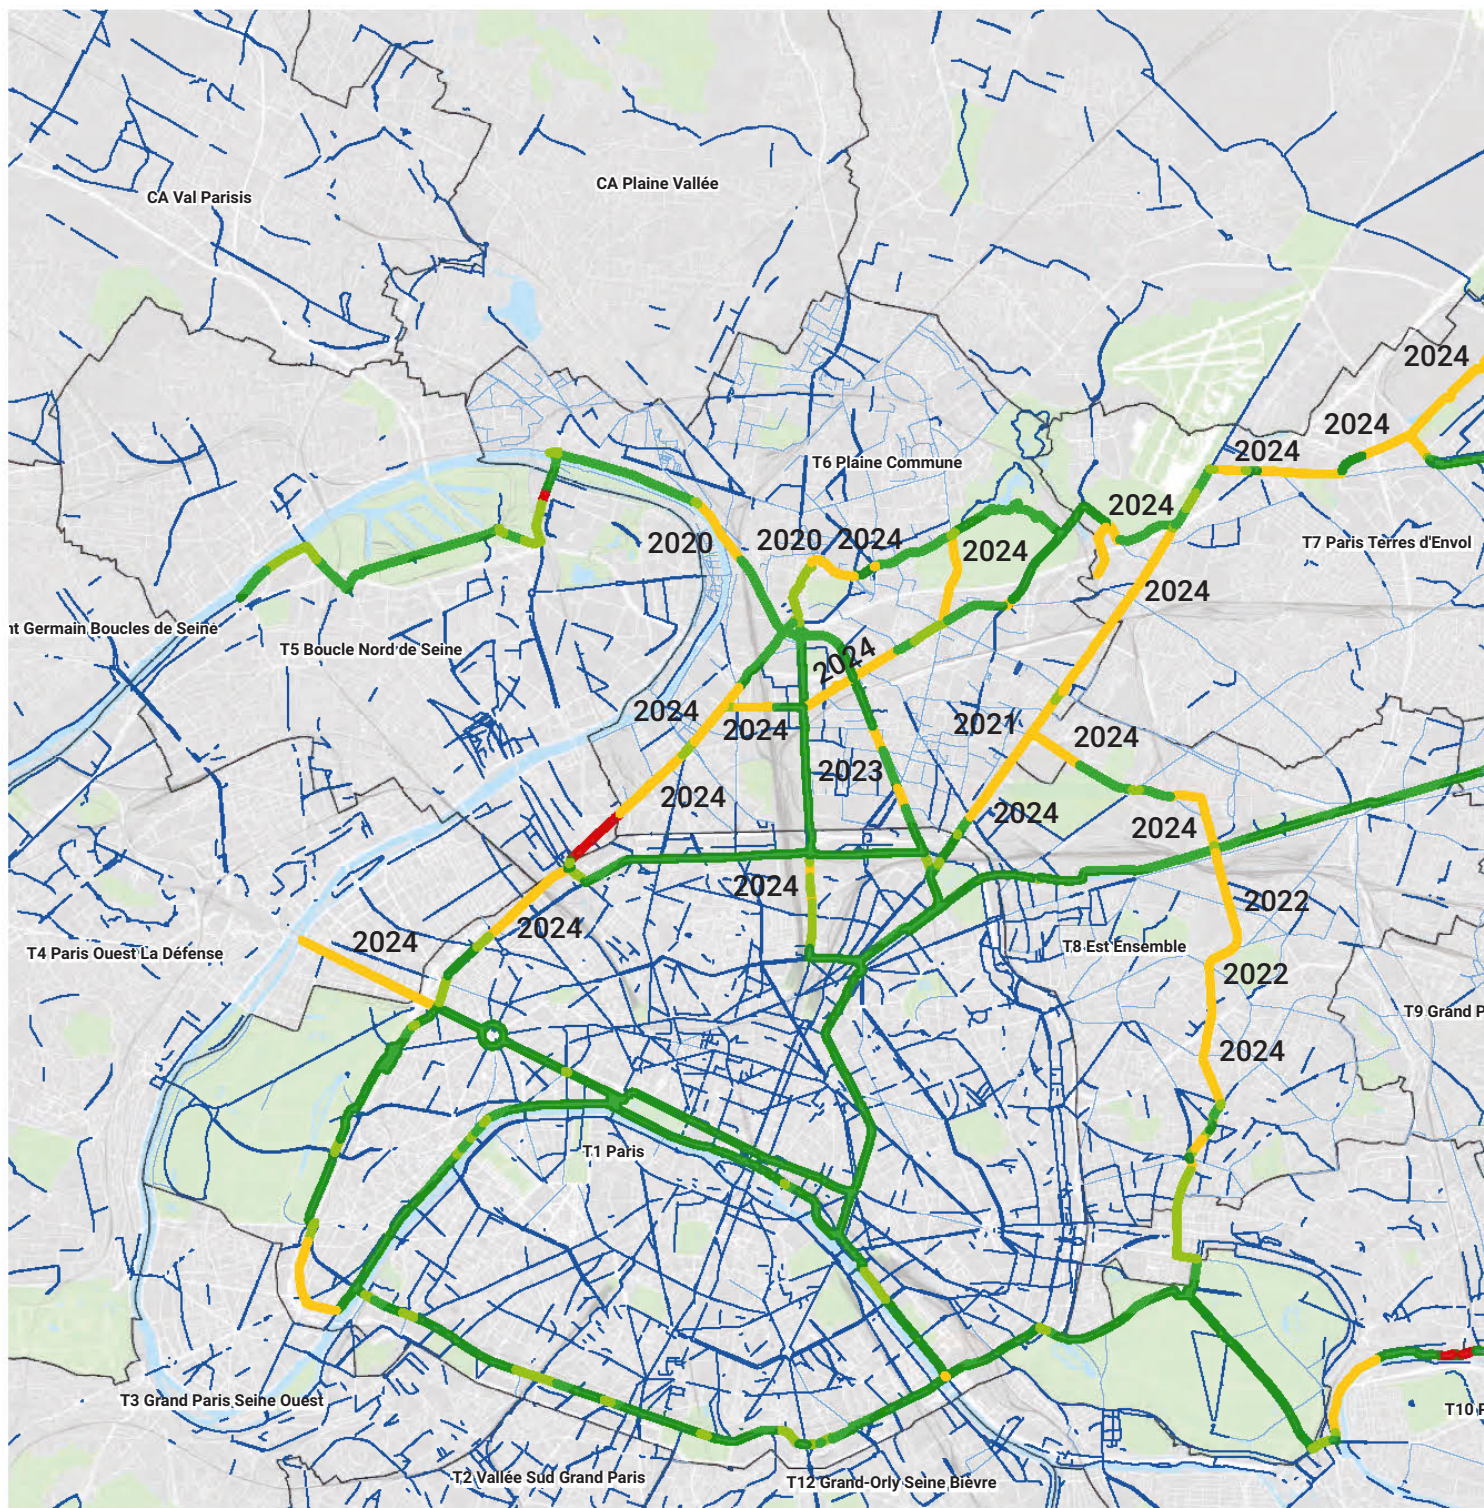 CA Plaine Vallée
CA Val Parisis
2024
2024
2024
T6 Plaine Commune
2024
2020
2020
2024
2024
T7 Paris Terres d'Envol
2024
nt Germain Boucles de Seine
T5 Boucle Nord de Seine
2024
2024
2024
2021
2024
2023
2024
2024
2024
2024
2022
2024
2024
T4 Paris Ouest La Défense
T8 Est Ensemble
2022
T9 Grand P
2024
T1 Paris
T3 Grand Paris Seine Ouest
T10 P
T2 Vallée Sud Grand Paris
T12 Grand-Orly Seine Bièvre